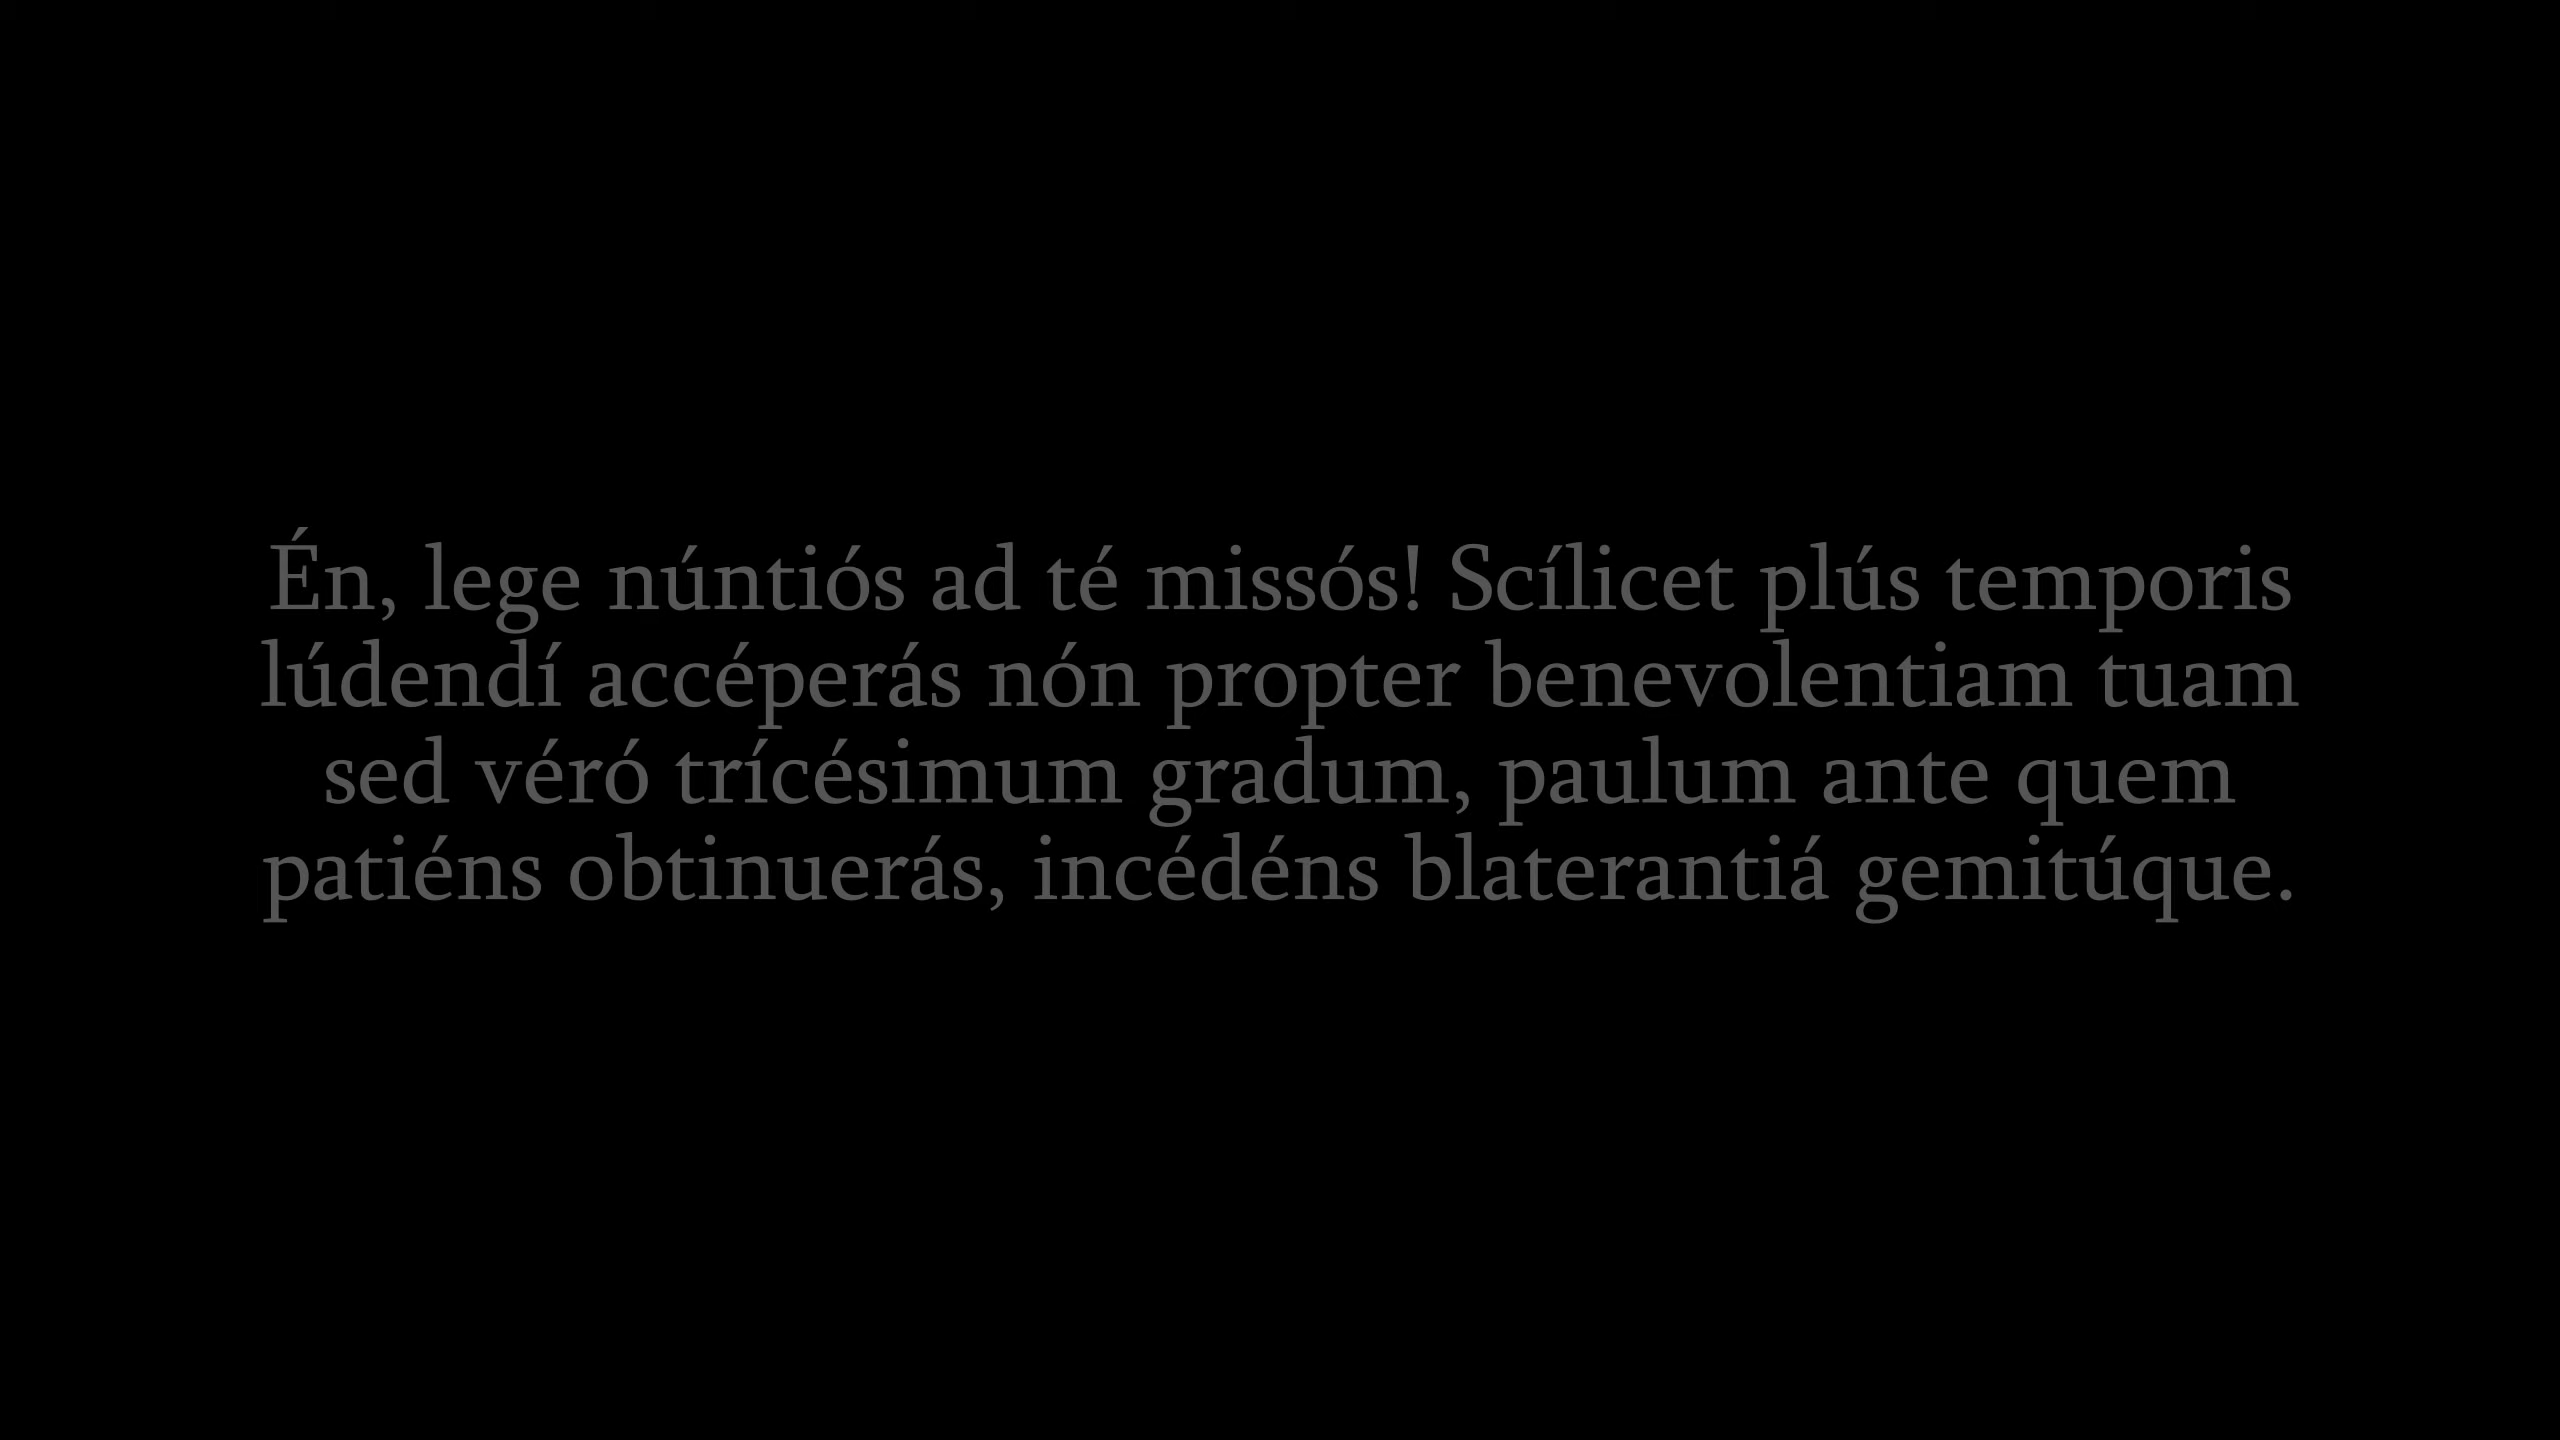 Én, lege núntiós ad té missós! Scílicet plús temporis
lúdendí accéperás nón propter benevolentiam tuam
sed véró trícésimum gradum, paulum ante quem
patiéns obtinuerás, incédéns blaterantiá gemitúque.